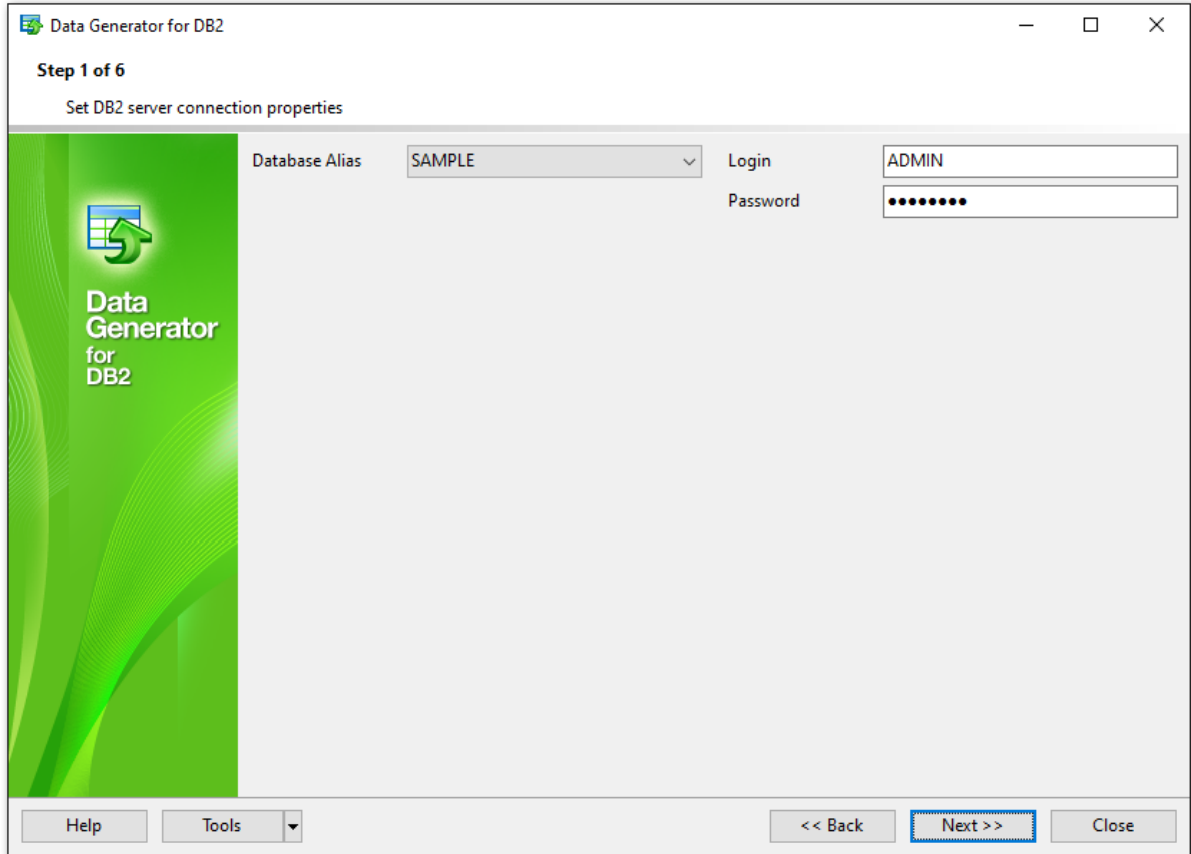 Data Generator for DB2
Step 1 of 6
Set DB2 server connection properties
Database Alias SAMPLE Login ADMIN
Password ●●●●●●●●
Data
Generator
for
DB2
Help Tools << Back Next >> Close